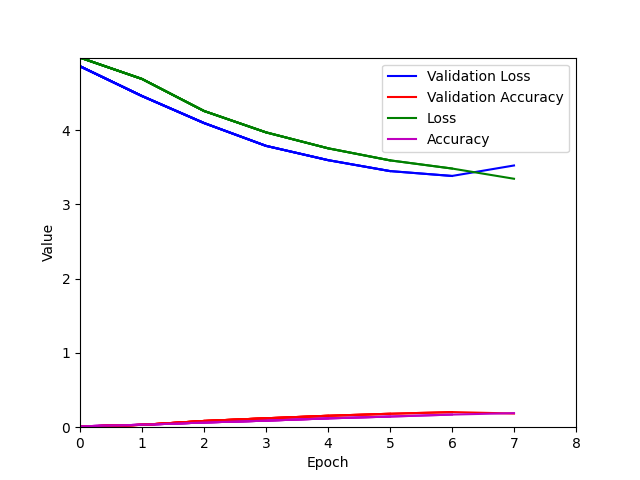 Validation Loss
Validation Accuracy
Loss
Accuracy
4
3
2
1
0
Value
0 1 2 3 4 5 6 7 8
Epoch